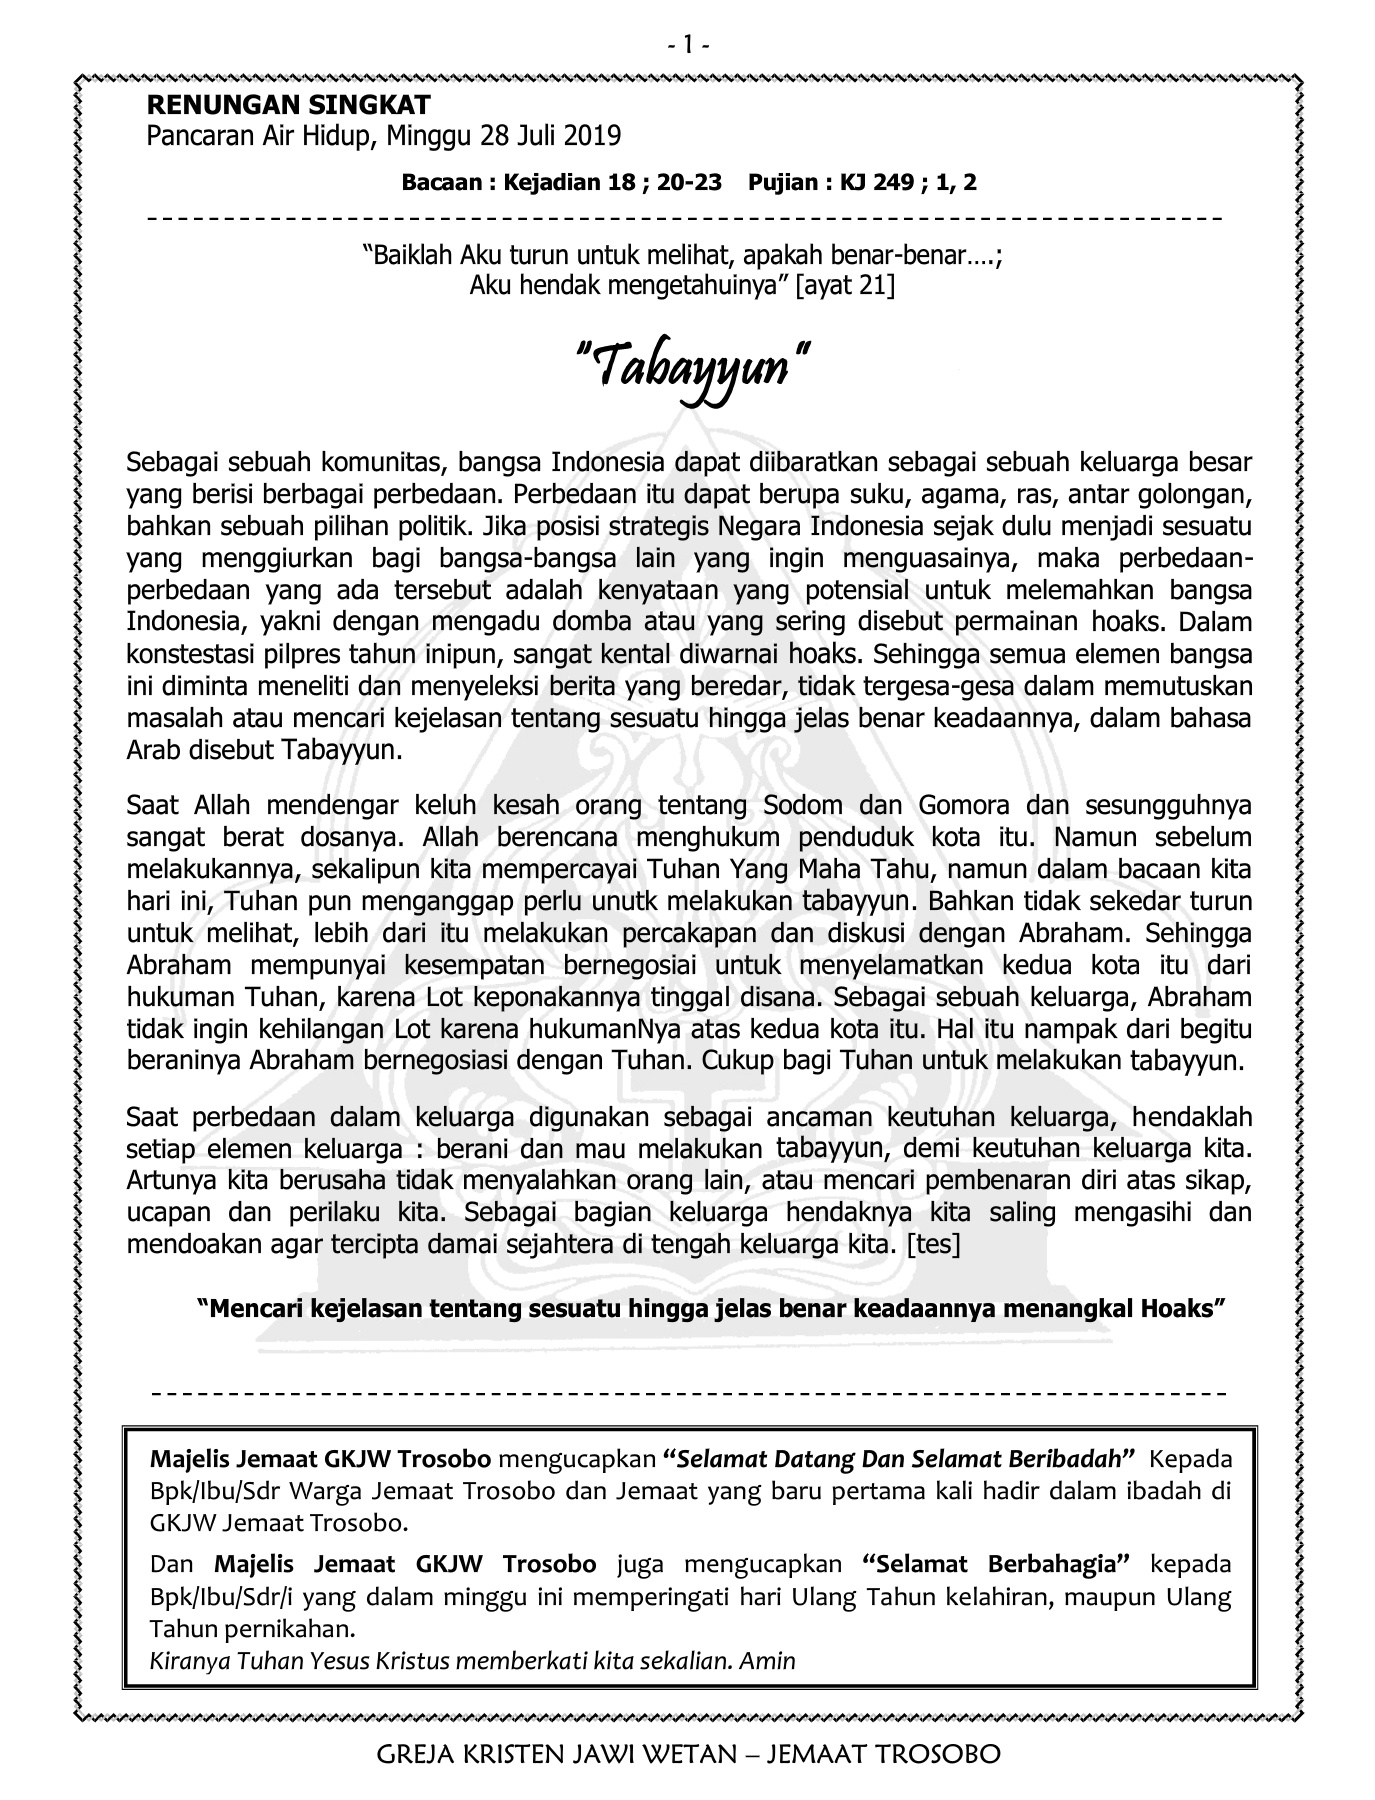 - 1 -
RENUNGAN SINGKAT
Pancaran Air Hidup, Minggu 28 Juli 2019
Bacaan : Kejadian 18 ; 20-23 Pujian : KJ 249 ; 1, 2
“Baiklah Aku turun untuk melihat, apakah benar-benar….;
Aku hendak mengetahuinya” [ayat 21]
"Tabayyun"
Sebagai sebuah komunitas, bangsa Indonesia dapat diibaratkan sebagai sebuah keluarga besar
yang berisi berbagai perbedaan. Perbedaan itu dapat berupa suku, agama, ras, antar golongan,
bahkan sebuah pilihan politik. Jika posisi strategis Negara Indonesia sejak dulu menjadi sesuatu
yang menggiurkan bagi bangsa-bangsa lain yang ingin menguasainya, maka perbedaan-
perbedaan yang ada tersebut adalah kenyataan yang potensial untuk melemahkan bangsa
Indonesia, yakni dengan mengadu domba atau yang sering disebut permainan hoaks. Dalam
konstestasi pilpres tahun inipun, sangat kental diwarnai hoaks. Sehingga semua elemen bangsa
ini diminta meneliti dan menyeleksi berita yang beredar, tidak tergesa-gesa dalam memutuskan
masalah atau mencari kejelasan tentang sesuatu hingga jelas benar keadaannya, dalam bahasa
Arab disebut Tabayyun.
Saat Allah mendengar keluh kesah orang tentang Sodom dan Gomora dan sesungguhnya
sangat berat dosanya. Allah berencana menghukum penduduk kota itu. Namun sebelum
melakukannya, sekalipun kita mempercayai Tuhan Yang Maha Tahu, namun dalam bacaan kita
hari ini, Tuhan pun menganggap perlu unutk melakukan tabayyun. Bahkan tidak sekedar turun
untuk melihat, lebih dari itu melakukan percakapan dan diskusi dengan Abraham. Sehingga
Abraham mempunyai kesempatan bernegosiai untuk menyelamatkan kedua kota itu dari
hukuman Tuhan, karena Lot keponakannya tinggal disana. Sebagai sebuah keluarga, Abraham
tidak ingin kehilangan Lot karena hukumanNya atas kedua kota itu. Hal itu nampak dari begitu
beraninya Abraham bernegosiasi dengan Tuhan. Cukup bagi Tuhan untuk melakukan tabayyun.
Saat perbedaan dalam keluarga digunakan sebagai ancaman keutuhan keluarga, hendaklah
setiap elemen keluarga : berani dan mau melakukan tabayyun, demi keutuhan keluarga kita.
Artunya kita berusaha tidak menyalahkan orang lain, atau mencari pembenaran diri atas sikap,
ucapan dan perilaku kita. Sebagai bagian keluarga hendaknya kita saling mengasihi dan
mendoakan agar tercipta damai sejahtera di tengah keluarga kita. [tes]
“Mencari kejelasan tentang sesuatu hingga jelas benar keadaannya menangkal Hoaks”
Majelis Jemaat GKJW Trosobo mengucapkan “Selamat Datang Dan Selamat Beribadah” Kepada
Bpk/Ibu/Sdr Warga Jemaat Trosobo dan Jemaat yang baru pertama kali hadir dalam ibadah di
GKJW Jemaat Trosobo.
Dan Majelis Jemaat GKJW Trosobo juga mengucapkan “Selamat Berbahagia” kepada
Bpk/Ibu/Sdr/i yang dalam minggu ini memperingati hari Ulang Tahun kelahiran, maupun Ulang
Tahun pernikahan.
Kiranya Tuhan Yesus Kristus memberkati kita sekalian. Amin
GREJA KRISTEN JAWI WETAN – JEMAAT TROSOBO